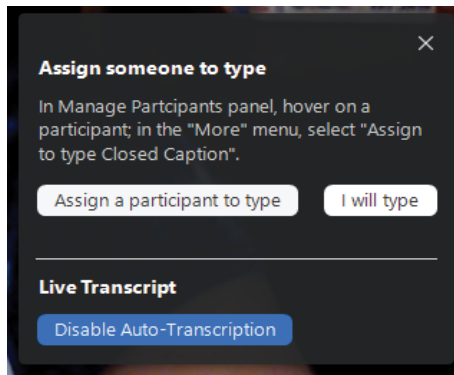 Assign someone to type
In Manage Partcipants panel, hover on a
participant; in the "More" menu, select "Assign
to type Closed Caption".
Assign a participant to type
I will type
Live Transcript
Disable Auto-Transcription